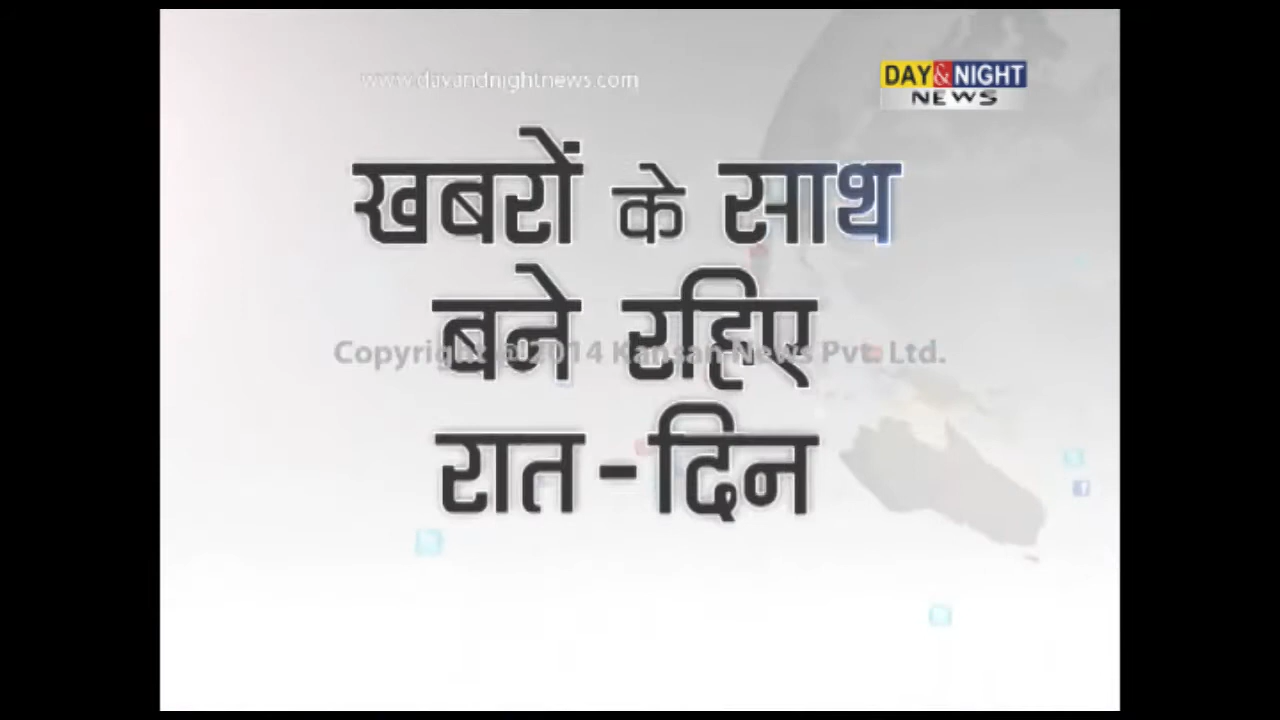 www.dayandnightnews.com
DAY&NIGHT
NEWS
खबरों के साथ
बने रहिए
Copyright © 2014 Kansan News Pvt. Ltd.
रात-दिन